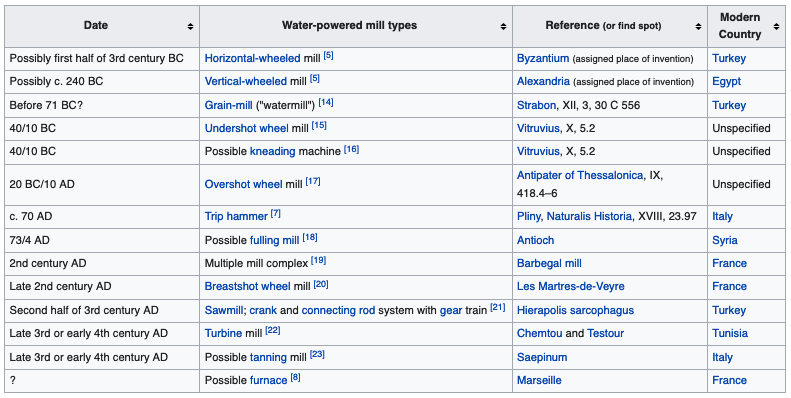 Date Water-powered mill types Reference (or find spot) Modern Country
Possibly first half of 3rd century BC Horizontal-wheeled mill [5] Byzantium (assigned place of invention) Turkey
Possibly c. 240 BC Vertical-wheeled mill [5] Alexandria (assigned place of invention) Egypt
Before 71 BC? Grain-mill ("watermill") [14] Strabon, XII, 3, 30 C 556 Turkey
40/10 BC Undershot wheel mill [15] Vitruvius, X, 5.2 Unspecified
40/10 BC Possible kneading machine [16] Vitruvius, X, 5.2 Unspecified
20 BC/10 AD Overshot wheel mill [17] Antipater of Thessalonica, IX, 418.4–6 Unspecified
c. 70 AD Trip hammer [7] Pliny, Naturalis Historia, XVIII, 23.97 Italy
73/4 AD Possible fulling mill [18] Antioch Syria
2nd century AD Multiple mill complex [19] Barbegal mill France
Late 2nd century AD Breastshot wheel mill [20] Les Martres-de-Veyre France
Second half of 3rd century AD Sawmill; crank and connecting rod system with gear train [21] Hierapolis sarcophagus Turkey
Late 3rd or early 4th century AD Turbine mill [22] Chemtou and Testour Tunisia
Late 3rd or early 4th century AD Possible tanning mill [23] Saepinum Italy
? Possible furnace [8] Marseille France